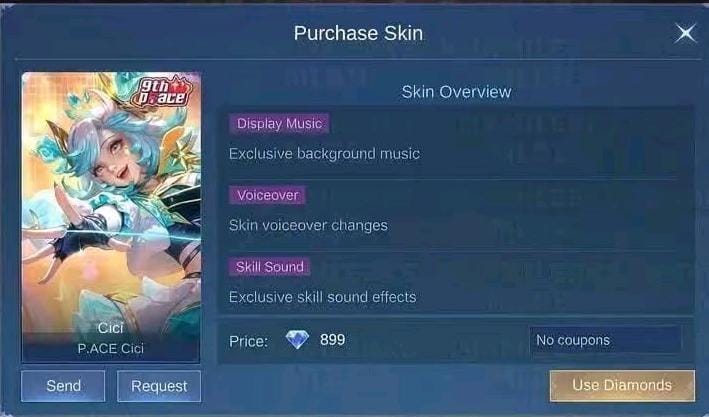 Purchase Skin
9th
p.ace
Skin Overview
Display Music
Exclusive background music
Voiceover
Skin voiceover changes
Skill Sound
Exclusive skill sound effects
Cici
P.ACE Cici
Price: 899
No coupons
Send
Request
Use Diamonds